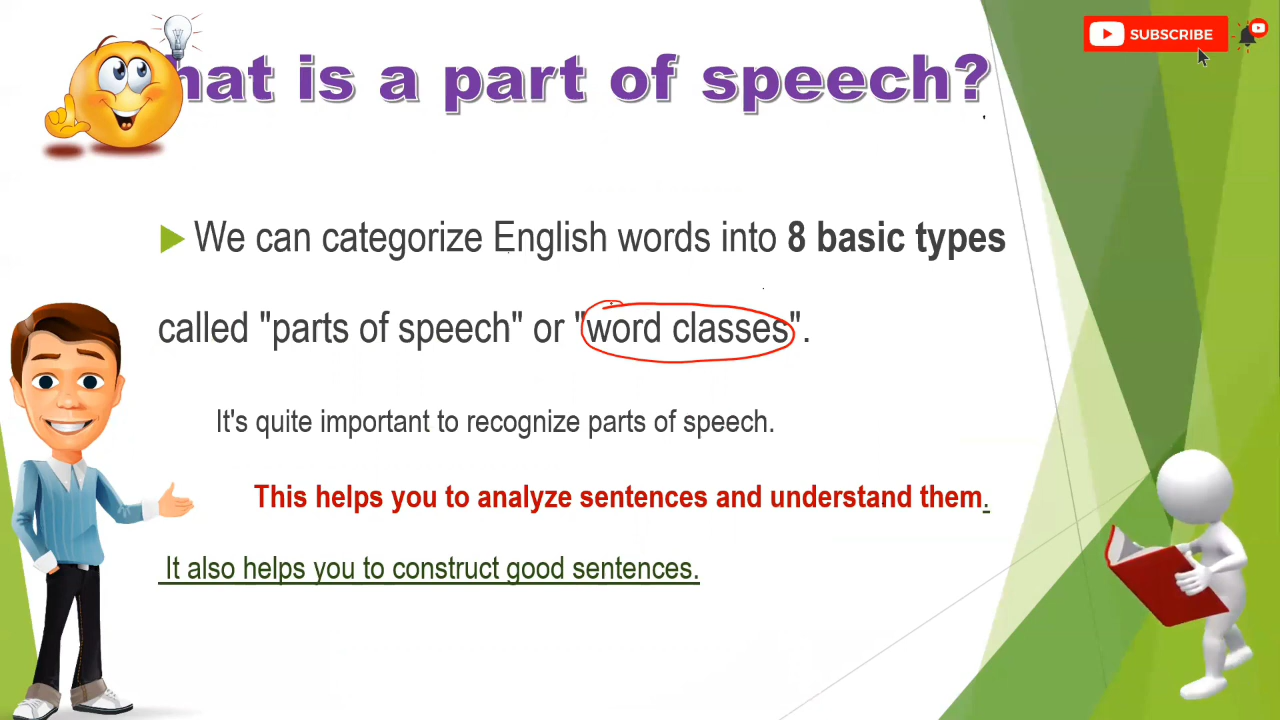 hat is a part of speech?
SUBSCRIBE
We can categorize English words into 8 basic types
called "parts of speech" or "word classes".
It's quite important to recognize parts of speech.
This helps you to analyze sentences and understand them.
It also helps you to construct good sentences.